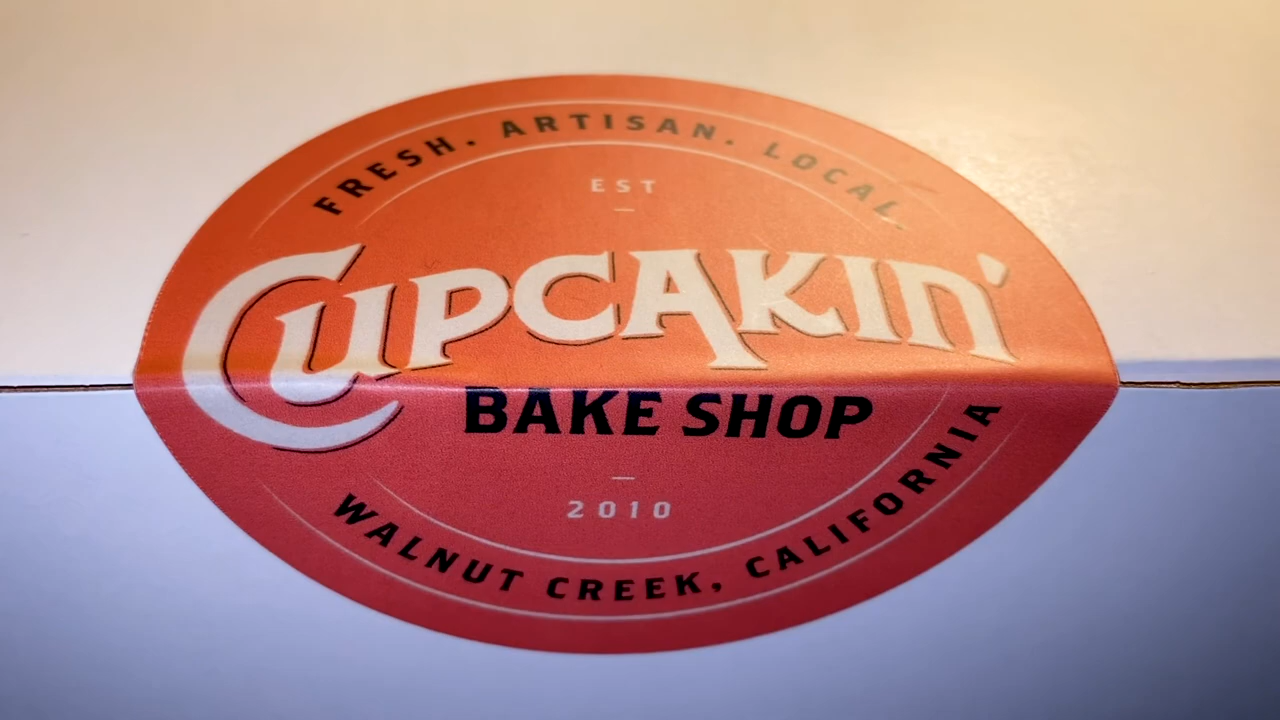 FRESH. ARTISAN. LOCAL.
EST
CUPCAKIN'
BAKE SHOP
2010
WALNUT CREEK, CALIFORNIA